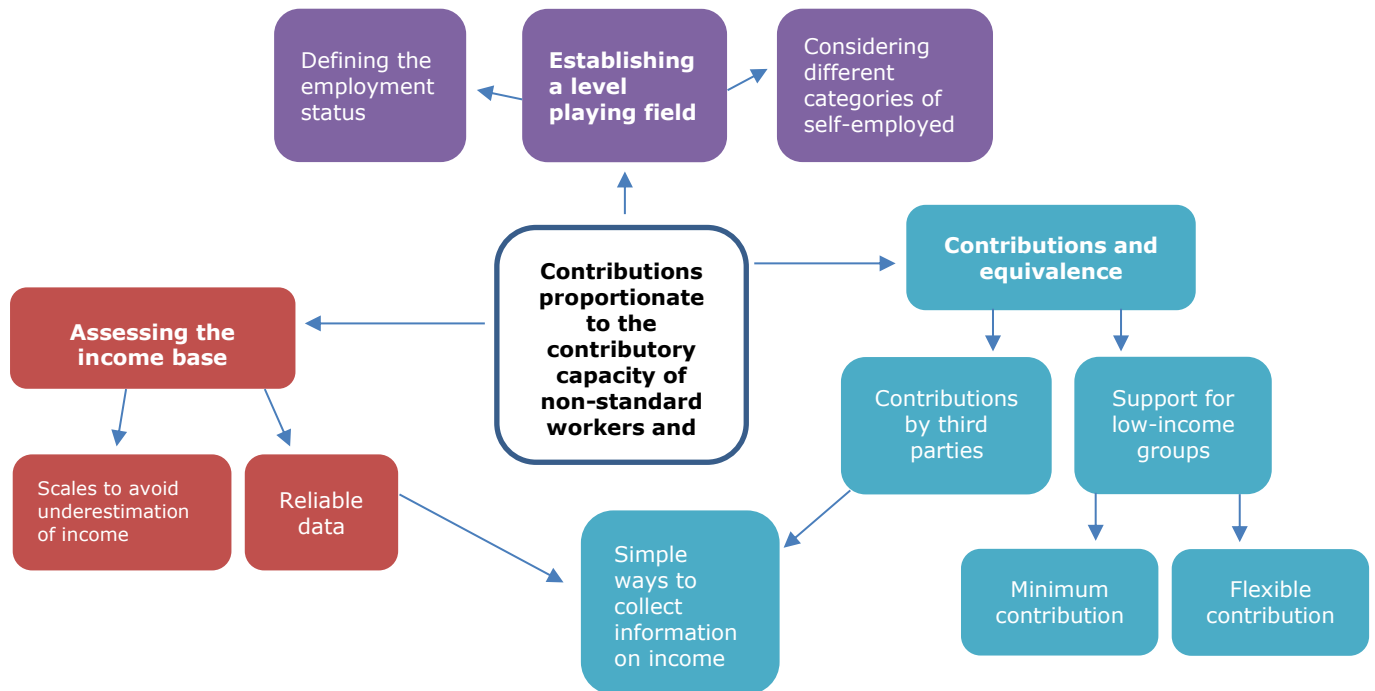 Defining the
employment
status
Establishing
a level
playing field
Considering
different
categories of
self-employed
Contributions
proportionate
to the
contributory
capacity of
non-standard
workers and
Contributions and
equivalence
Assessing the
income base
Contributions
by third
parties
Support for
low-income
groups
Scales to avoid
underestimation
of income
Reliable
data
Simple
ways to
collect
information
on income
Minimum
contribution
Flexible
contribution